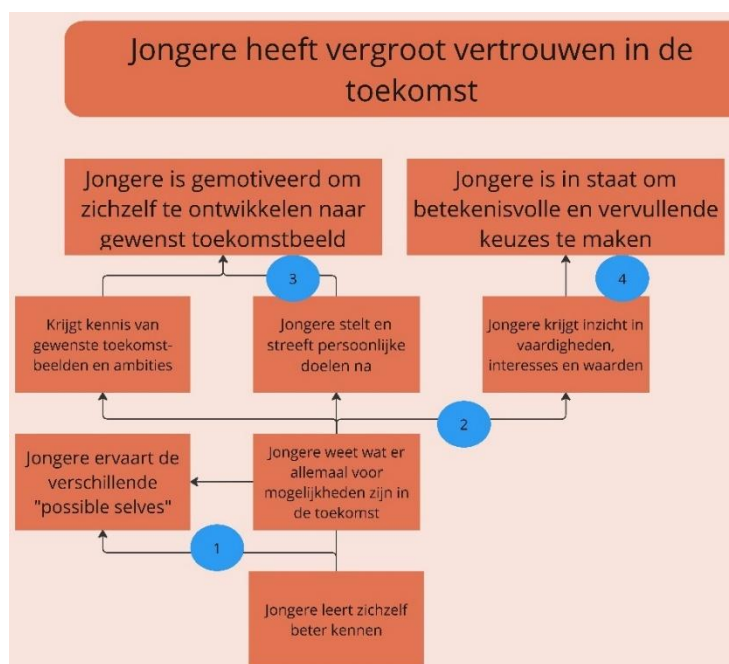 Jongere heeft vergroot vertrouwen in de
toekomst
Jongere is gemotiveerd om
zichzelf te ontwikkelen naar
gewenst toekomstbeeld
Jongere is in staat om
betekenisvolle en vervullende
keuzes te maken
3
4
Krijgt kennis van
gewenste toekomst-
beelden en ambities
Jongere stelt en
streeft persoonlijke
doelen na
Jongere krijgt inzicht in
vaardigheden,
interesses en waarden
2
Jongere ervaart de
verschillende
"possible selves"
Jongere weet wat er
allemaal voor
mogelijkheden zijn in
de toekomst
1
Jongere leert zichzelf
beter kennen